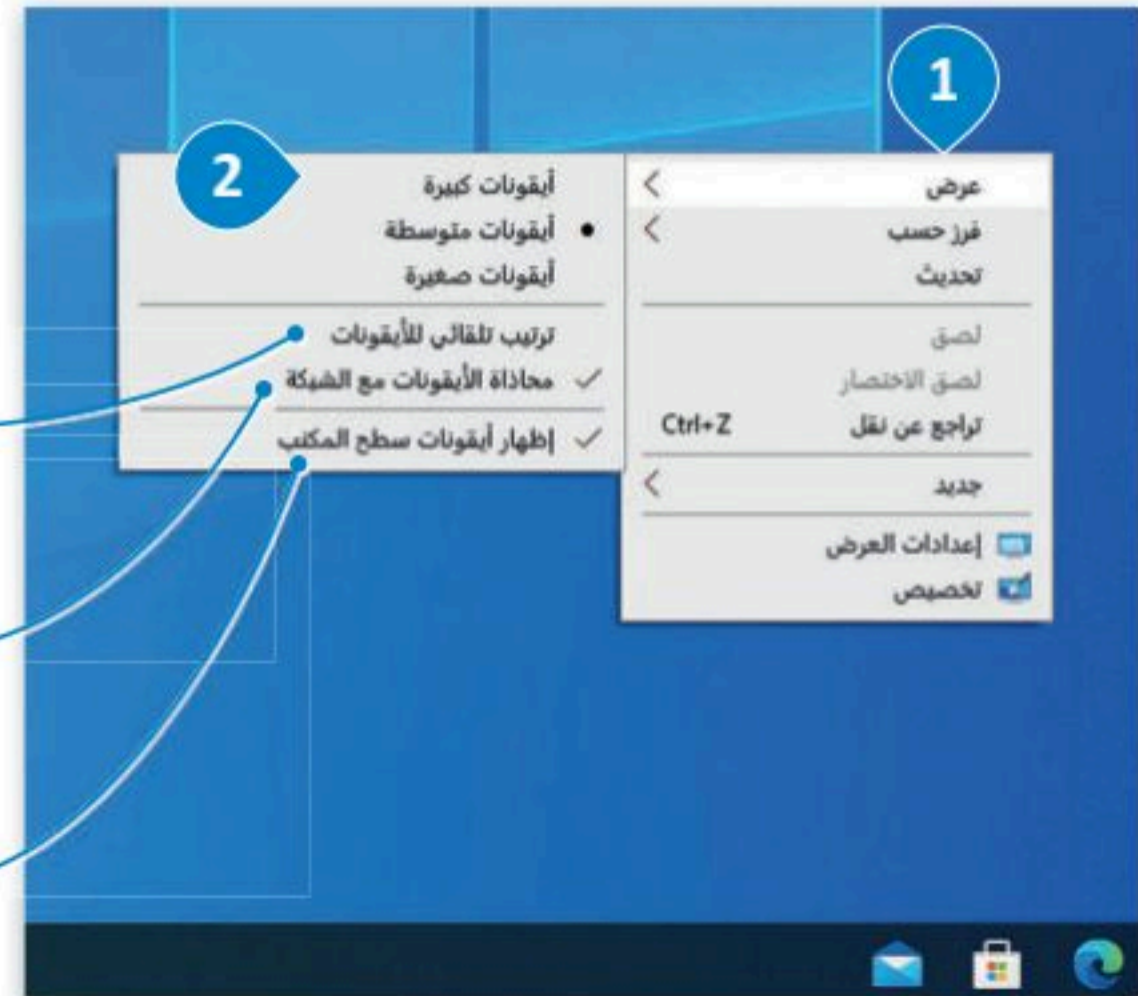 1
عرض
فرز حسب
تحديث
لصق
لصق الاختصار
تراجع عن نقل Ctrl+Z
جديد
إعدادات العرض
تخصيص
2
أيقونات كبيرة
أيقونات متوسطة
أيقونات صغيرة
ترتيب تلقائي للأيقونات
محاذاة الأيقونات مع الشبكة
إظهار أيقونات سطح المكتب